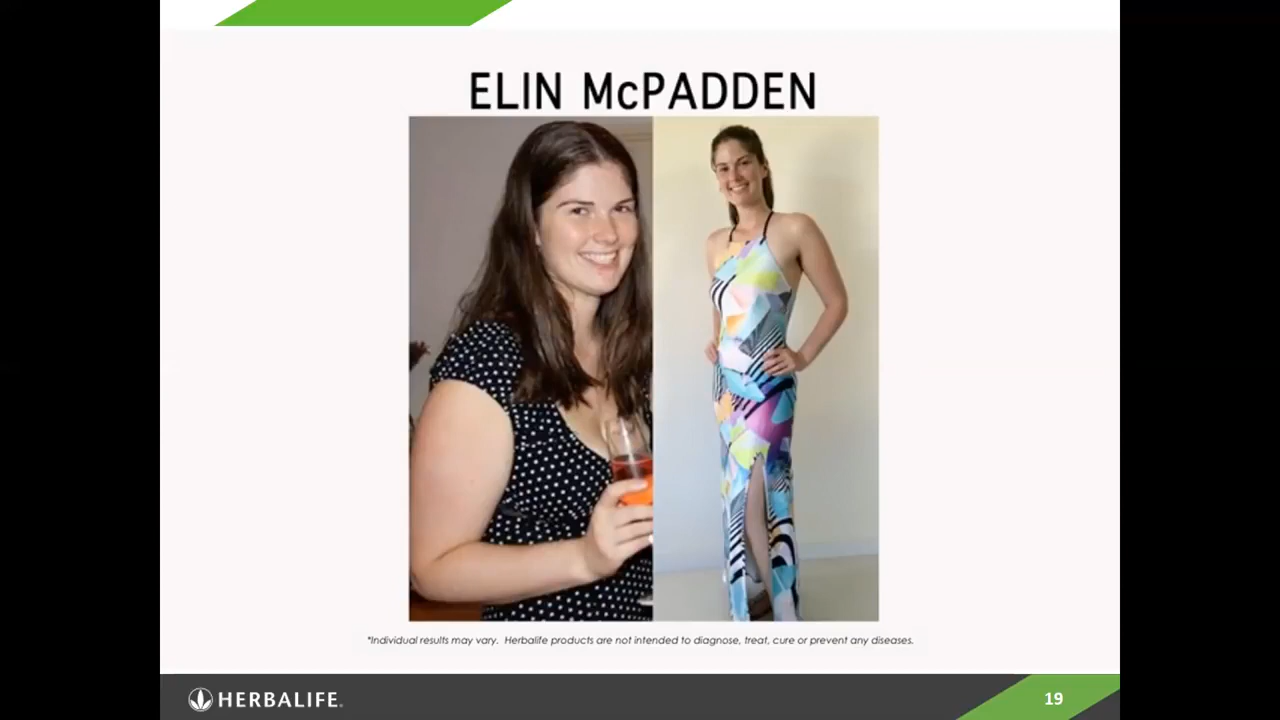 ELIN McPADDEN
*Individual results may vary. Herbalife products are not intended to diagnose, treat, cure or prevent any diseases.
HERBALIFE.
19